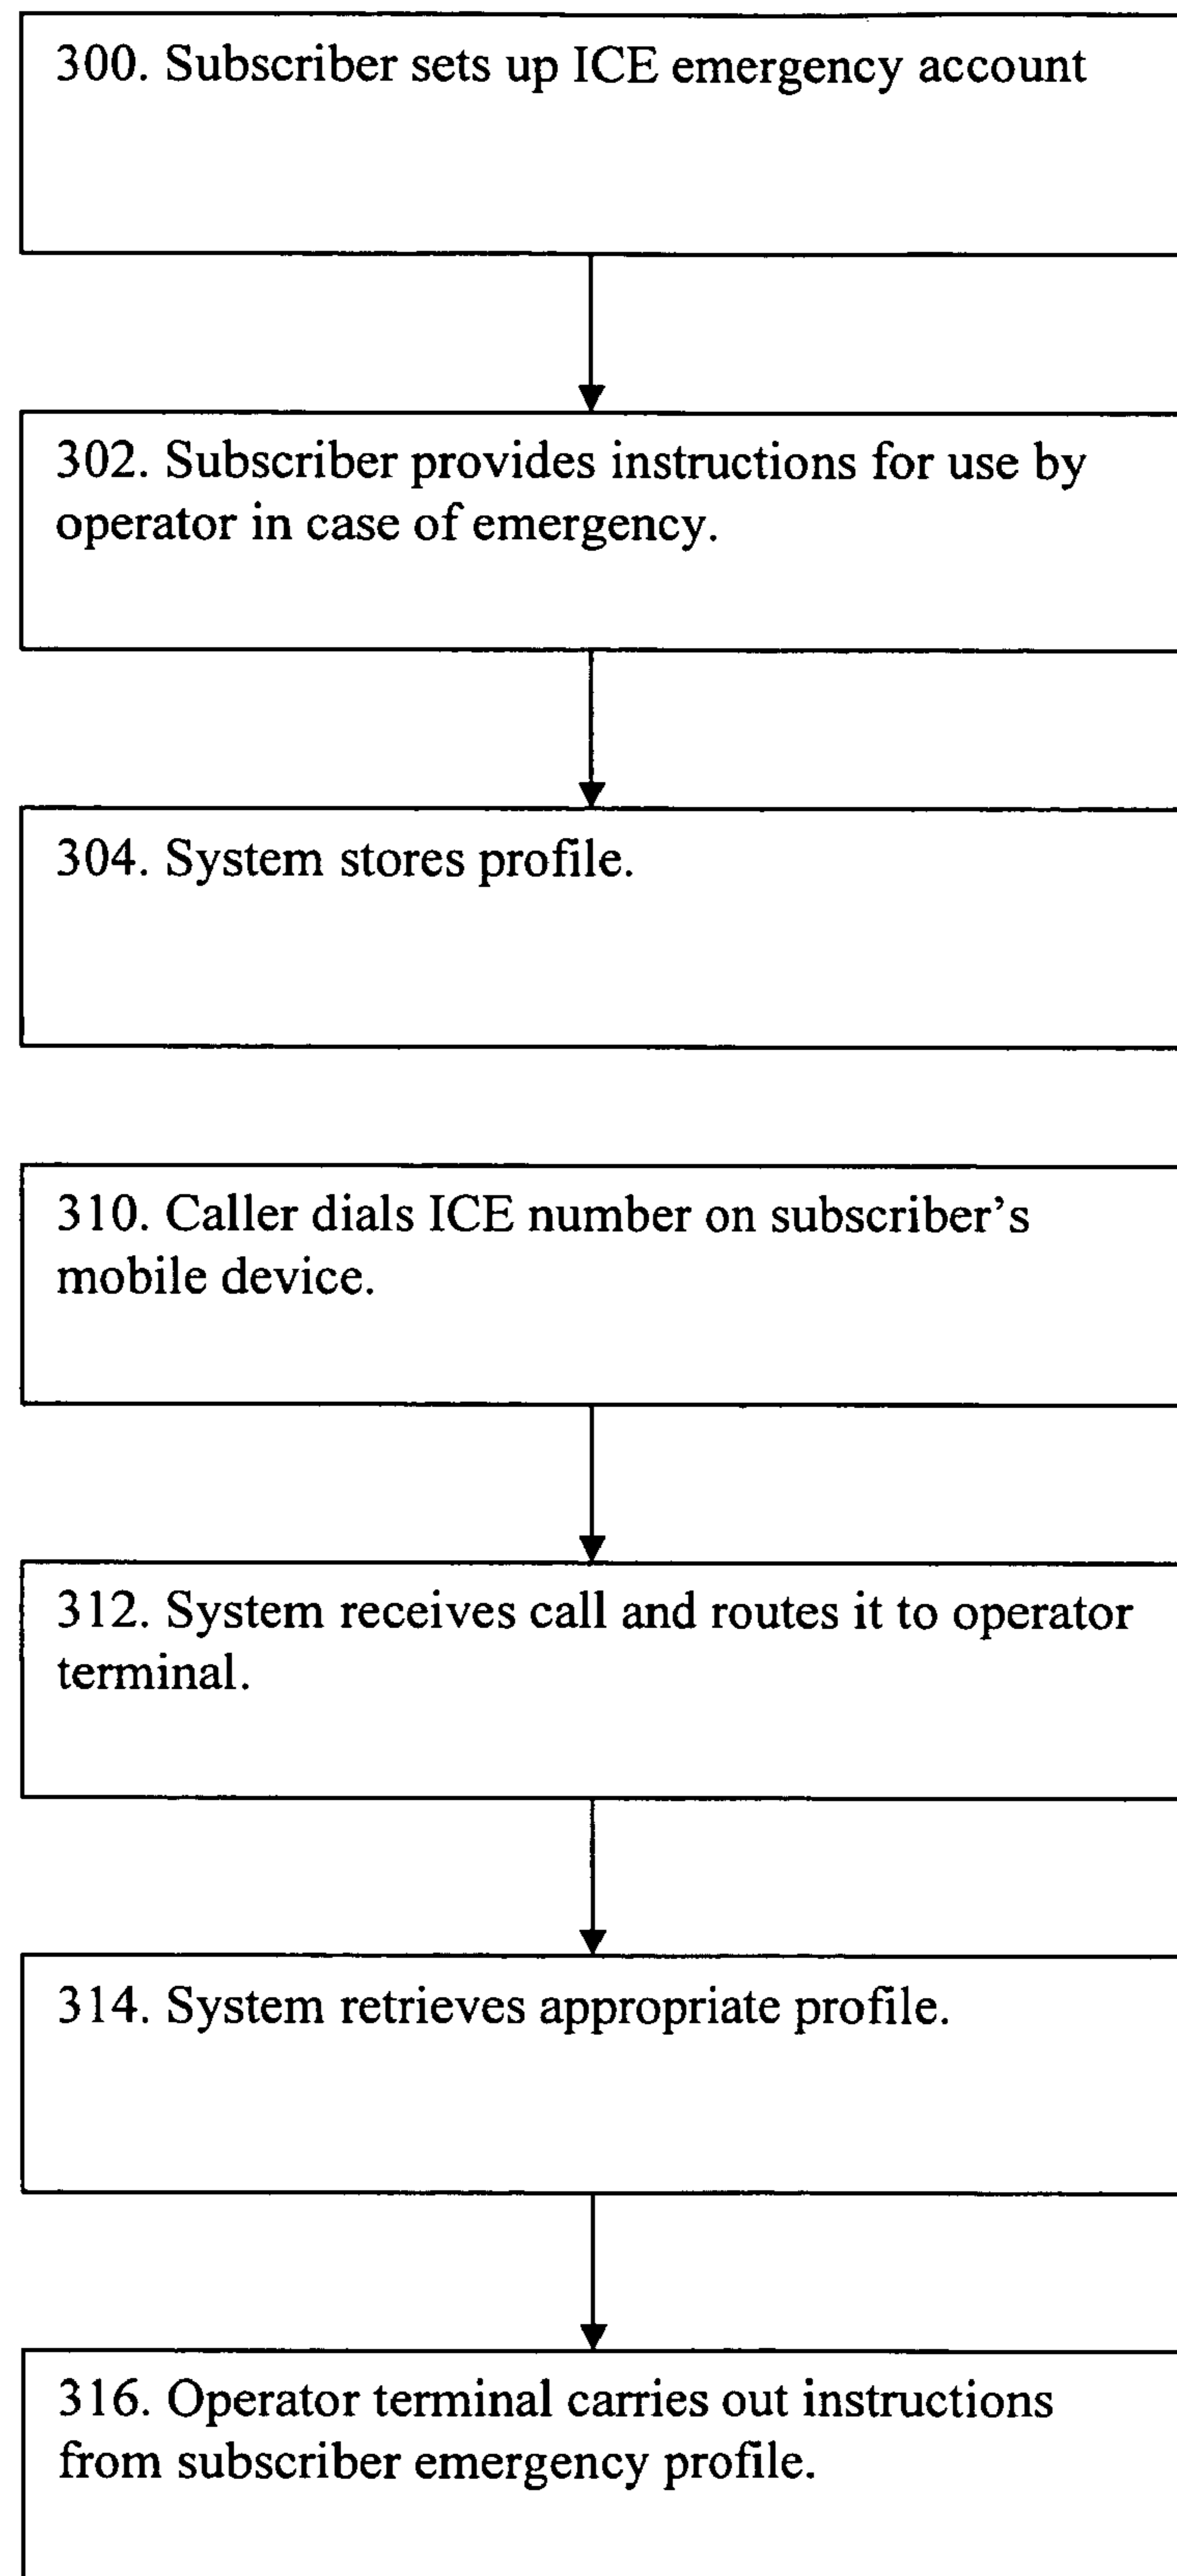 300. Subscriber sets up ICE emergency account
302. Subscriber provides instructions for use by
operator in case of emergency.
304. System stores profile.
310. Caller dials ICE number on subscriber's
mobile device.
312. System receives call and routes it to operator
terminal.
314. System retrieves appropriate profile.
316. Operator terminal carries out instructions
from subscriber emergency profile.